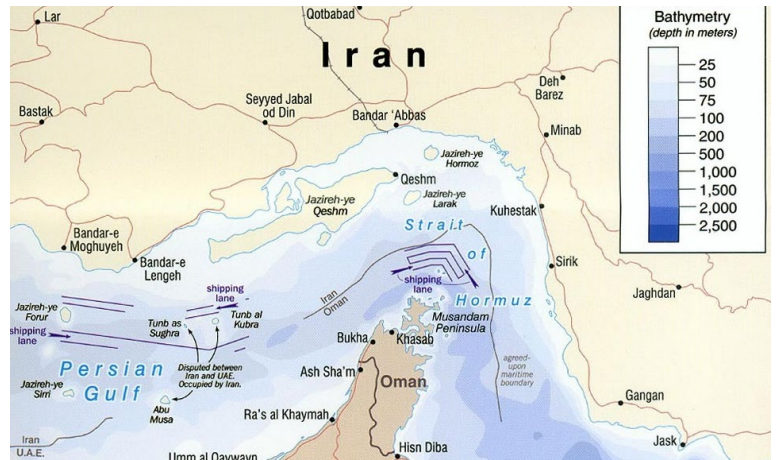 Lar
Qotbabad
Iran
Bathymetry
(depth in meters)
25
50
75
100
200
500
1,000
1,500
2,000
2,500
Deh
Barez
Bastak
Seyyed Jabal
od Din
Bandar 'Abbas
Minab
Jazireh-ye
Hormoz
Qeshm
Jazireh-ye
Qeshm
Jazireh-ye
Larak
Kuhestak
Strait
of
Hormuz
Bandar-e
Moghuyeh
Bandar-e
Lengeh
Sirik
shipping
lane
Jaghdan
shipping
lane
Iran
Oman
Jazireh-ye
Forur
shipping
lane
Tunb as
Sughra
Tunb al
Kubra
Musandam
Peninsula
Bukha
Khasab
Persian
Gulf
Disputed between
Iran and UAE.
Occupied by Iran.
agreed-
upon
maritime
boundary
Ash Sha'm
Oman
Jazireh-ye
Sirri
Abu
Musa
Gangan
Ra's al Khaymah
Iran
U.A.E.
Umm al Qaywayn
Hisn Diba
Jask